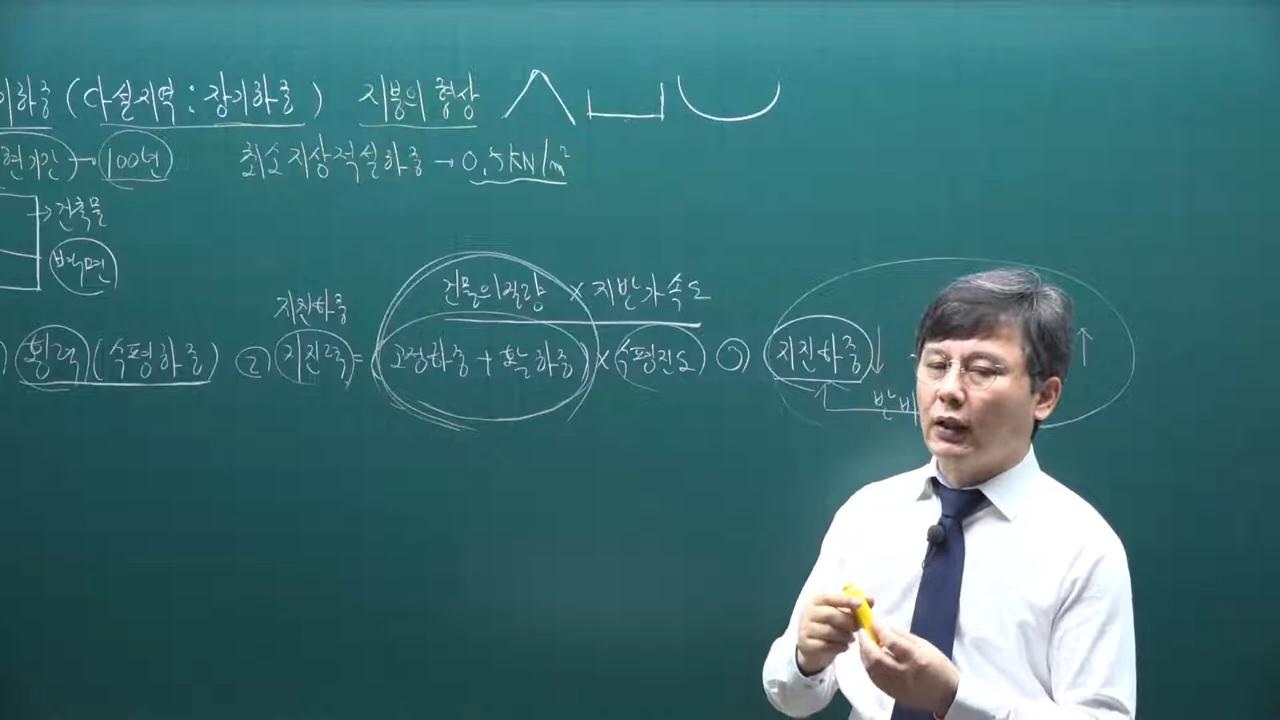 이하중 (다설지역 : 장기하중) 지붕의 형상
현기간) → 100년 최소지상적설하중 → 0.5kN/m²
→ 건축물
벽면
지진하중 건물의 질량 × 지반가속도
) 횡력 (수평하중) ② 지진력 = (고정하중 + 활하중) × 수평진도 ① 지진하중 ↓ ↑
반비